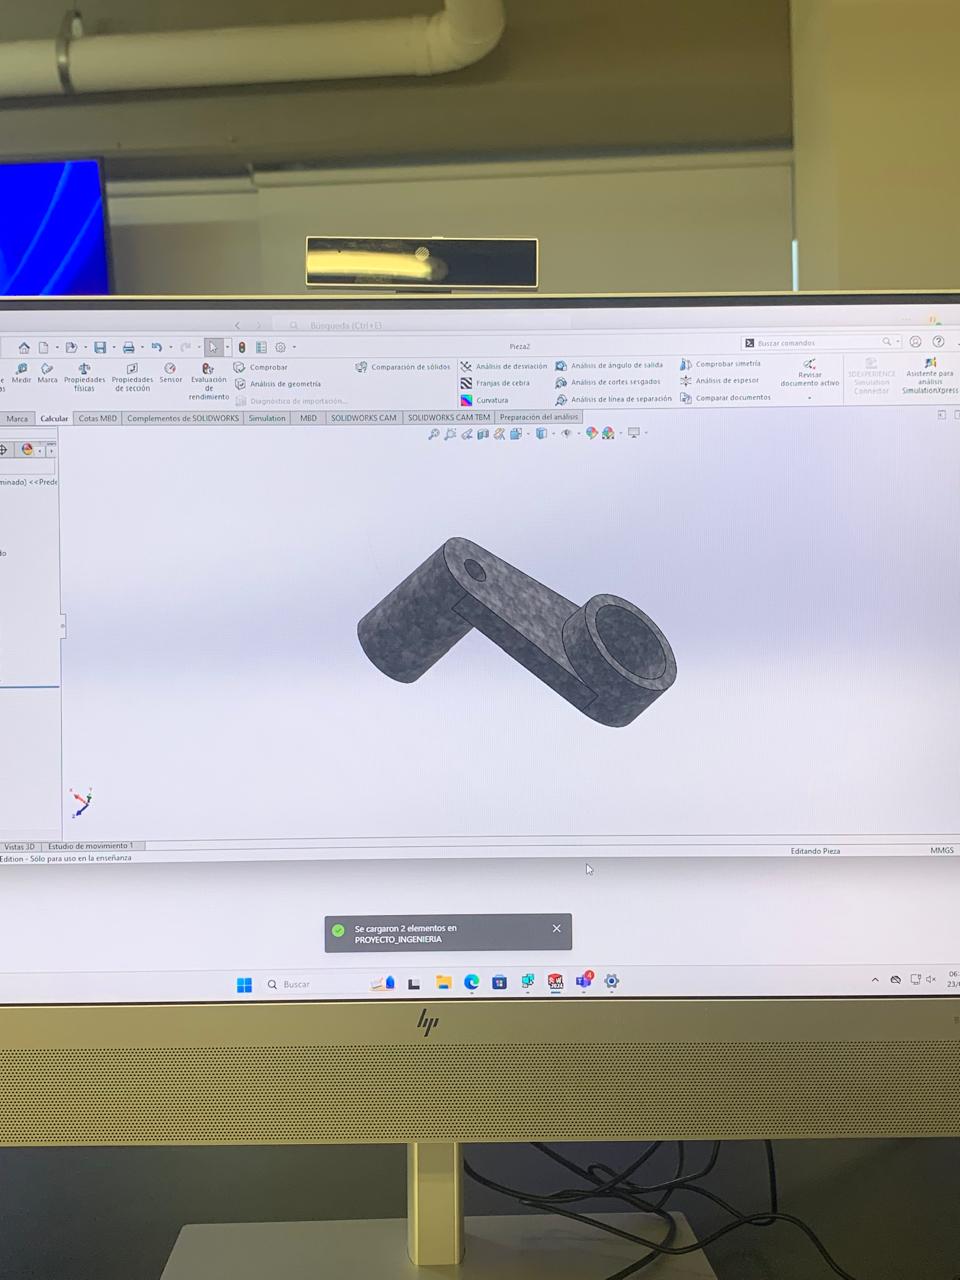 Búsqueda (Ctrl+E)
Pieza2
Buscar comandos
Medir
Marca
Propiedades físicas
Propiedades de sección
Sensor
Evaluación de rendimiento
Comprobar
Análisis de geometría
Diagnóstico de importación...
Comparación de sólidos
Análisis de desviación
Franjas de cebra
Curvatura
Análisis de ángulo de salida
Análisis de cortes sesgados
Análisis de línea de separación
Comprobar simetría
Análisis de espesor
Comparar documentos
Revisar documento activo
3DEXPERIENCE Simulation Connector
Asistente para análisis SimulationXpress
Marca
Calcular
Cotas MBD
Complementos de SOLIDWORKS
Simulation
MBD
SOLIDWORKS CAM
SOLIDWORKS CAM TBM
Preparación del análisis
minado) <<Prede
Vistas 3D
Estudio de movimiento 1
Edition - Sólo para uso en la enseñanza
Editando Pieza
MMGS
Se cargaron 2 elementos en
PROYECTO_INGENIERIA
Buscar
4
06:
23/
hp